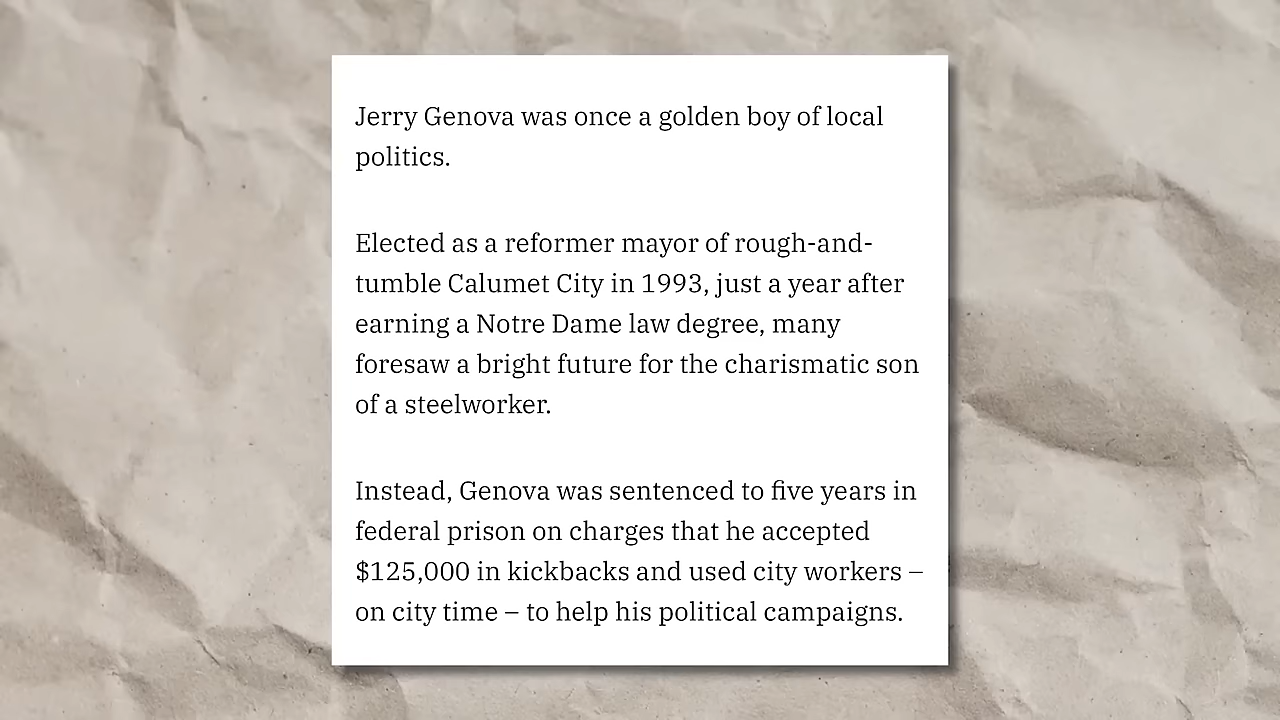 Jerry Genova was once a golden boy of local
politics.
Elected as a reformer mayor of rough-and-
tumble Calumet City in 1993, just a year after
earning a Notre Dame law degree, many
foresaw a bright future for the charismatic son
of a steelworker.
Instead, Genova was sentenced to five years in
federal prison on charges that he accepted
$125,000 in kickbacks and used city workers –
on city time – to help his political campaigns.